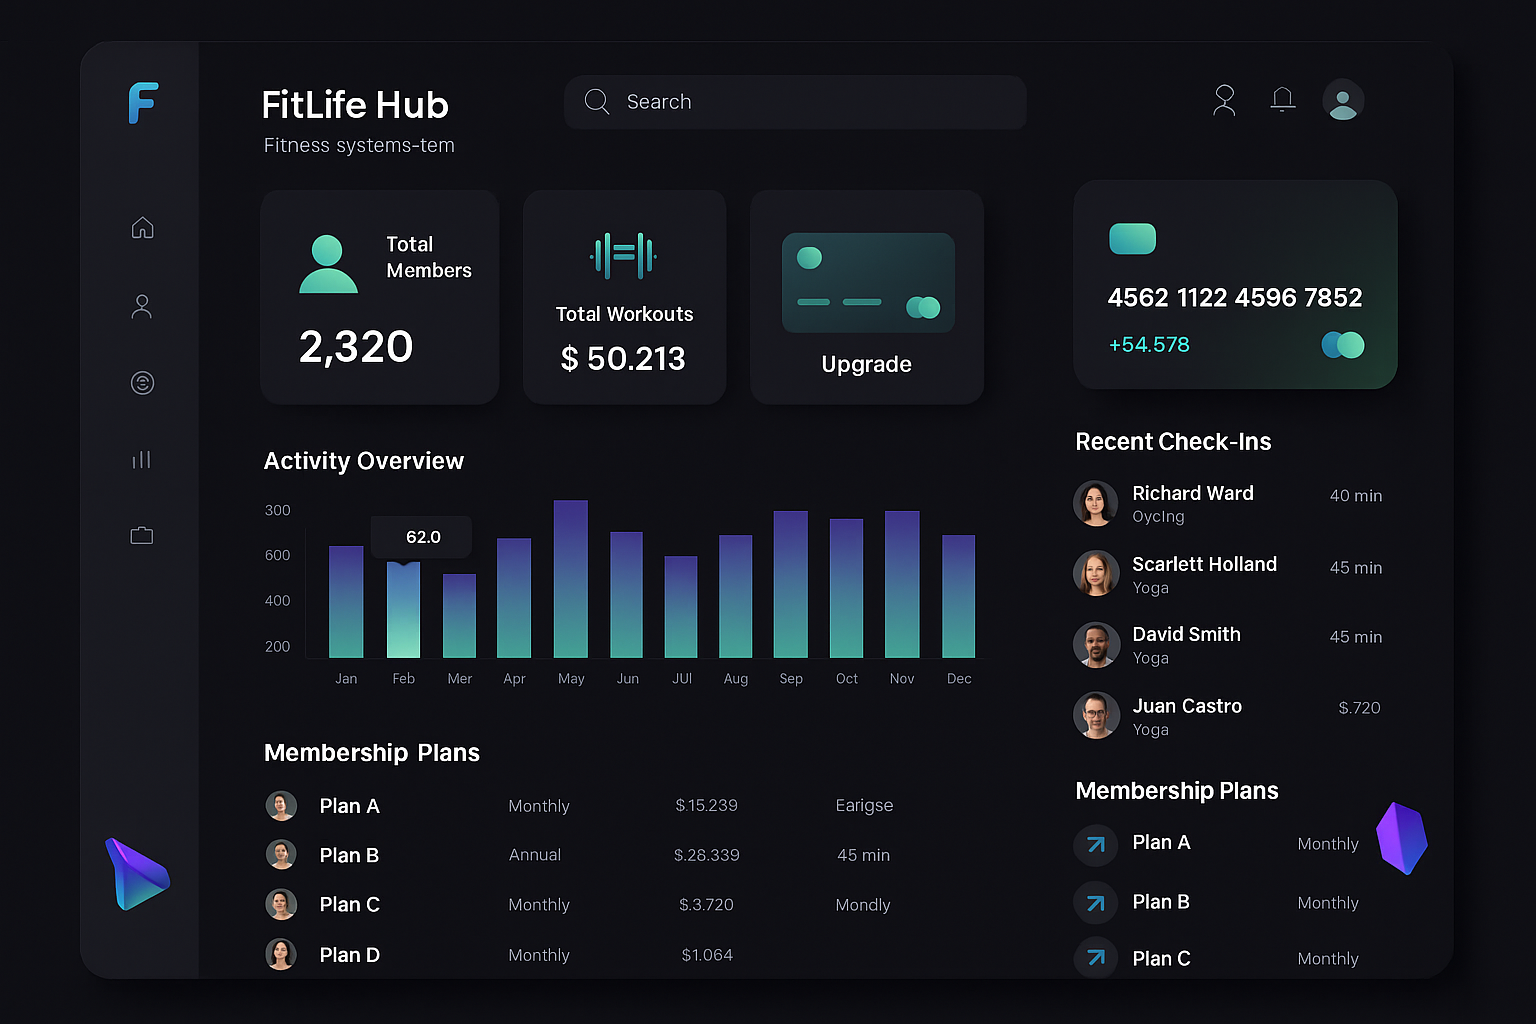 FitLife Hub
Fitness systems-tem
Search
Total
Members
2,320
Total Workouts
$ 50.213
Upgrade
4562 1122 4596 7852
+54.578
Activity Overview
300
600
400
200
62.0
Jan Feb Mer Apr May Jun JUl Aug Sep Oct Nov Dec
Recent Check-Ins
Richard Ward 40 min
OycIng
Scarlett Holland 45 min
Yoga
David Smith 45 min
Yoga
Juan Castro $.720
Yoga
Membership Plans
Plan A Monthly $.15.239 Earigse
Plan B Annual $.28.339 45 min
Plan C Monthly $.3.720 Mondly
Plan D Monthly $1.064
Membership Plans
Plan A Monthly
Plan B Monthly
Plan C Monthly